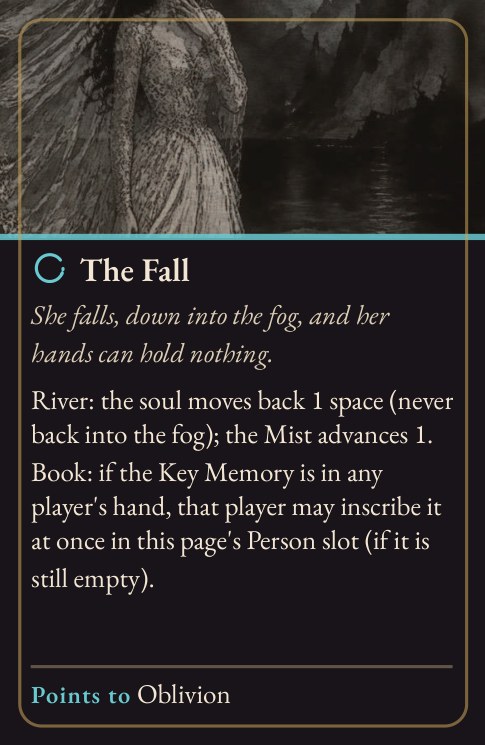 The Fall
She falls, down into the fog, and her
hands can hold nothing.
River: the soul moves back 1 space (never
back into the fog); the Mist advances 1.
Book: if the Key Memory is in any
player's hand, that player may inscribe it
at once in this page's Person slot (if it is
still empty).
Points to Oblivion